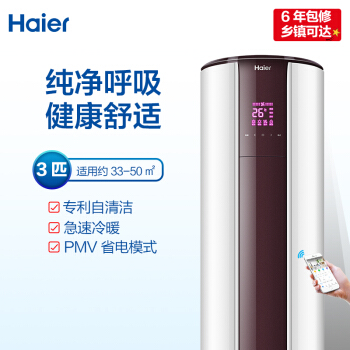 Haier
6年包修
乡镇可达
纯净呼吸
健康舒适
3匹 适用约 33-50㎡
专利自清洁
急速冷暖
PMV 省电模式
Haier
26°